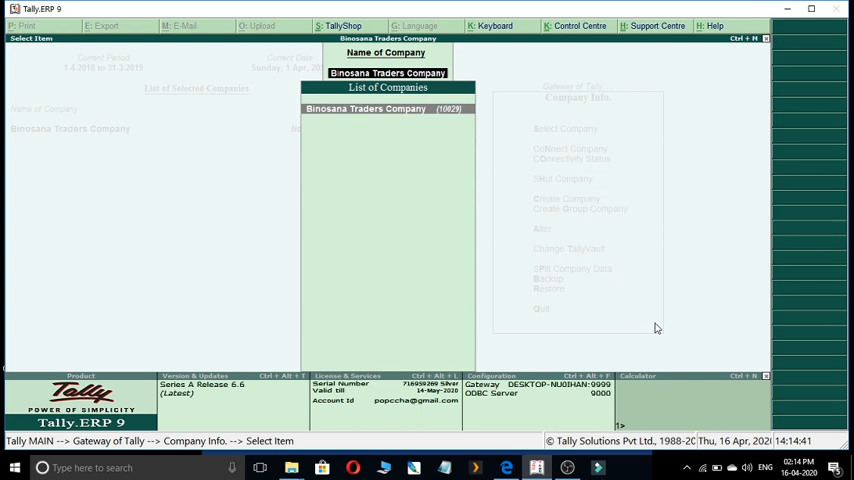 Tally.ERP 9
P: Print
E: Export
M: E-Mail
O: Upload
S: TallyShop
G: Language
K: Keyboard
K: Control Centre
H: Support Centre
H: Help
Select Item
Binosana Traders Company
Ctrl + M
Current Period
1-4-2018 to 31-3-2019
Current Date
Sunday, 1 Apr, 201
List of Selected Companies
Name of Company
Binosana Traders Company
Name of Company
Binosana Traders Company
List of Companies
Binosana Traders Company (10029)
Gateway of Tally
Company Info.
Select Company
CoNnect Company
COnnectivity Status
SHut Company
Create Company
Create Group Company
Alter
Change TallyVault
SPlit Company Data
Backup
Restore
Quit
Product
Tally
POWER OF SIMPLICITY
Tally.ERP 9
Version & Updates Ctrl + Alt + T
Series A Release 6.6
(Latest)
License & Services Ctrl + Alt + L
Serial Number 716959269 Silver
Valid till 14-May-2020
Account Id popccha@gmail.com
Configuration Ctrl + Alt + F
Gateway DESKTOP-NU0IHAN:9999
ODBC Server 9000
Calculator Ctrl + N
1>
Tally MAIN --> Gateway of Tally --> Company Info. --> Select Item
© Tally Solutions Pvt Ltd., 1988-20
Thu, 16 Apr, 2020
14:14:41
Type here to search
ENG
02:14 PM
16-04-2020